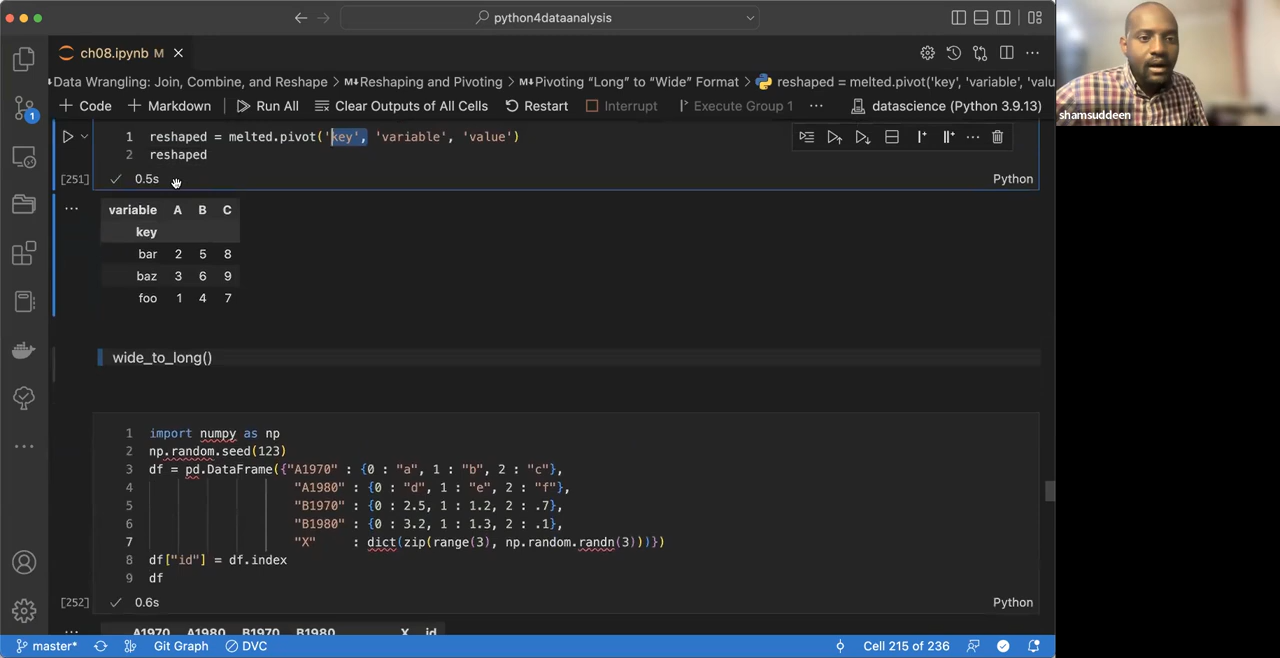 python4dataanalysis
ch08.ipynb M
Data Wrangling: Join, Combine, and Reshape > M↓Reshaping and Pivoting > M↓Pivoting “Long” to “Wide” Format > reshaped = melted.pivot('key', 'variable', 'valu
+ Code + Markdown Run All Clear Outputs of All Cells Restart Interrupt Execute Group 1 ... datascience (Python 3.9.13)
shamsuddeen
1
1 reshaped = melted.pivot('key', 'variable', 'value')
2 reshaped
[251] 0.5s Python
variable A B C
key
bar 2 5 8
baz 3 6 9
foo 1 4 7
wide_to_long()
1 import numpy as np
2 np.random.seed(123)
3 df = pd.DataFrame({"A1970" : {0 : "a", 1 : "b", 2 : "c"},
4 "A1980" : {0 : "d", 1 : "e", 2 : "f"},
5 "B1970" : {0 : 2.5, 1 : 1.2, 2 : .7},
6 "B1980" : {0 : 3.2, 1 : 1.3, 2 : .1},
7 "X" : dict(zip(range(3), np.random.randn(3)))})
8 df["id"] = df.index
9 df
[252] 0.6s Python
A1970 A1980 B1970 B1980 X id
master* Git Graph DVC Cell 215 of 236